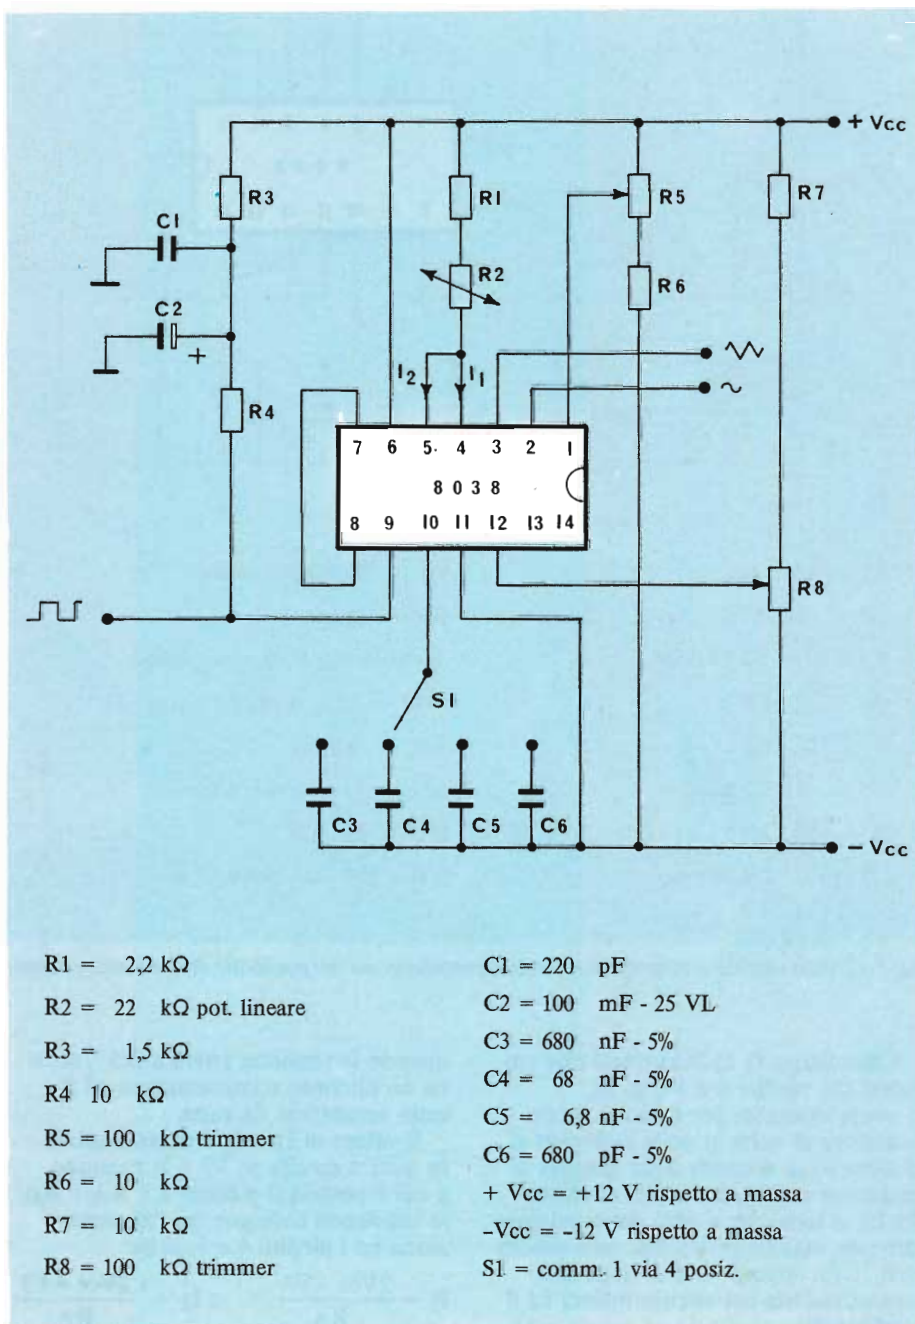 + Vcc
R3
R1
R5
R7
C1
R2
R6
C2
+
I2
I1
R4
7 6 5 4 3 2 1
8 0 3 8
8 9 10 11 12 13 14
R8
S1
C3
C4
C5
C6
- Vcc
R1 = 2,2 kΩ
R2 = 22 kΩ pot. lineare
R3 = 1,5 kΩ
R4 10 kΩ
R5 = 100 kΩ trimmer
R6 = 10 kΩ
R7 = 10 kΩ
R8 = 100 kΩ trimmer
C1 = 220 pF
C2 = 100 mF - 25 VL
C3 = 680 nF - 5%
C4 = 68 nF - 5%
C5 = 6,8 nF - 5%
C6 = 680 pF - 5%
+ Vcc = +12 V rispetto a massa
-Vcc = -12 V rispetto a massa
S1 = comm. 1 via 4 posiz.